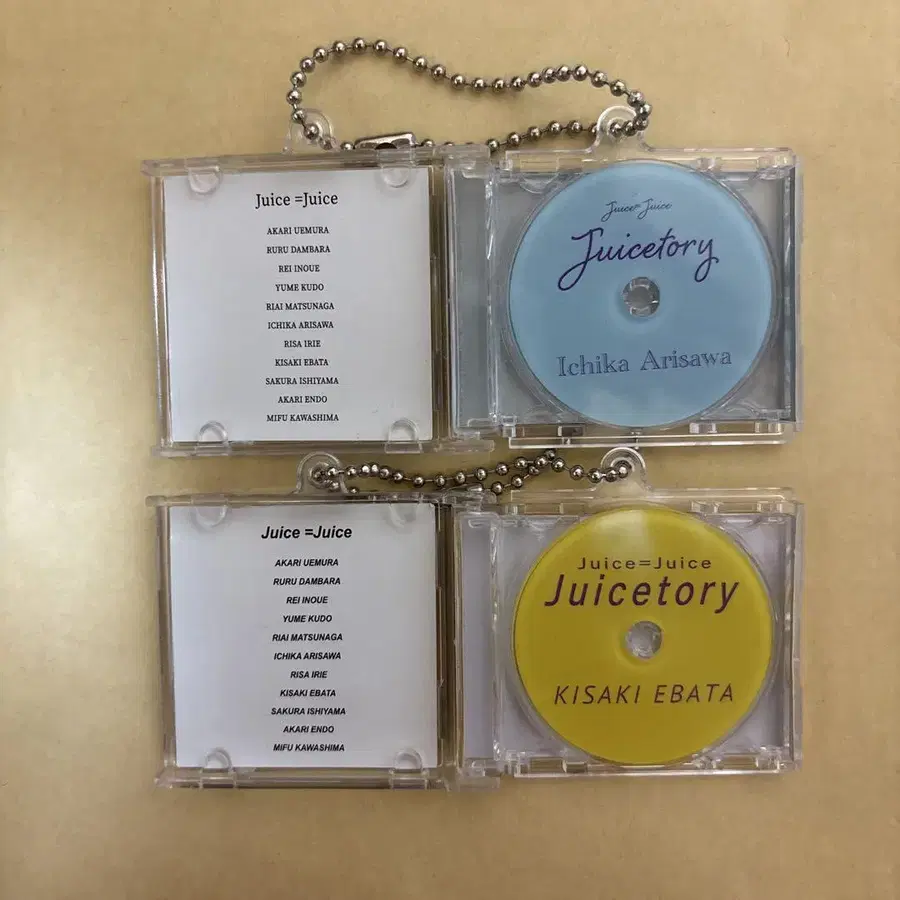 Juice =Juice
AKARI UEMURA
RURU DAMBARA
REI INOUE
YUME KUDO
RIAI MATSUNAGA
ICHIKA ARISAWA
RISA IRIE
KISAKI EBATA
SAKURA ISHIYAMA
AKARI ENDO
MIFU KAWASHIMA
Juice=Juice
Juicetory
Ichika Arisawa
Juice =Juice
AKARI UEMURA
RURU DAMBARA
REI INOUE
YUME KUDO
RIAI MATSUNAGA
ICHIKA ARISAWA
RISA IRIE
KISAKI EBATA
SAKURA ISHIYAMA
AKARI ENDO
MIFU KAWASHIMA
Juice=Juice
Juicetory
KISAKI EBATA